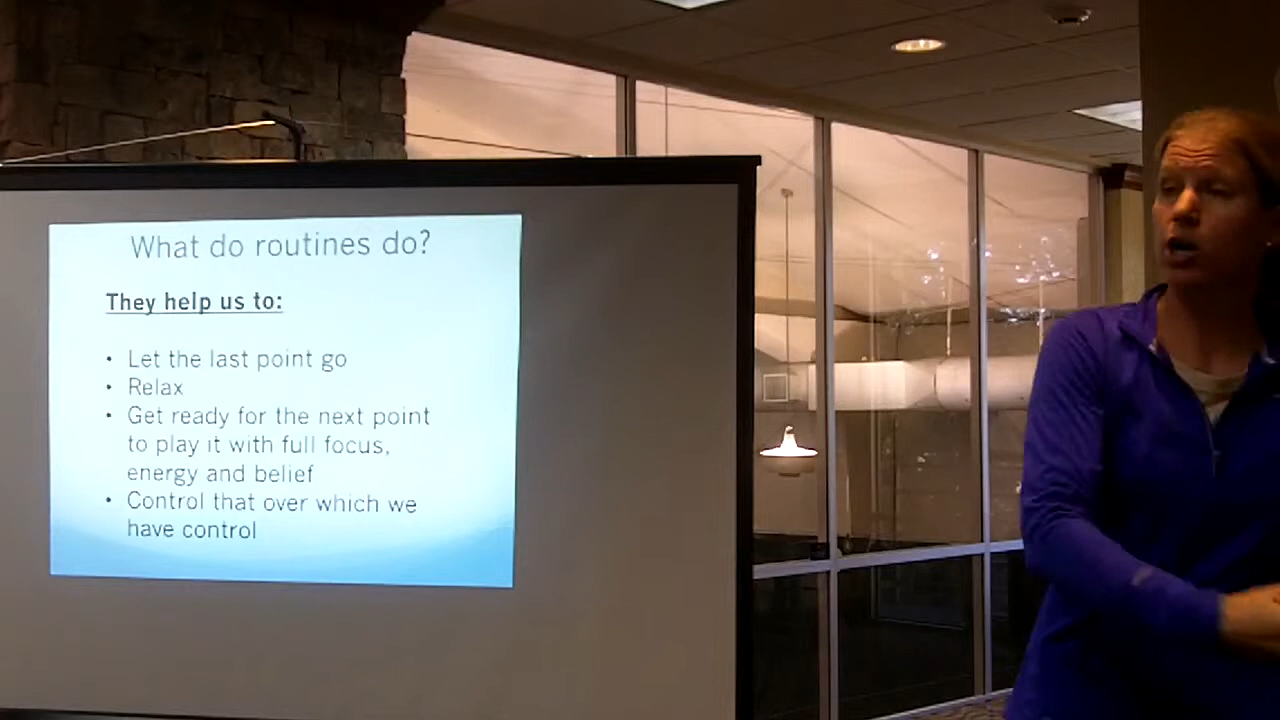 What do routines do?
They help us to:
• Let the last point go
• Relax
• Get ready for the next point
to play it with full focus,
energy and belief
• Control that over which we
have control